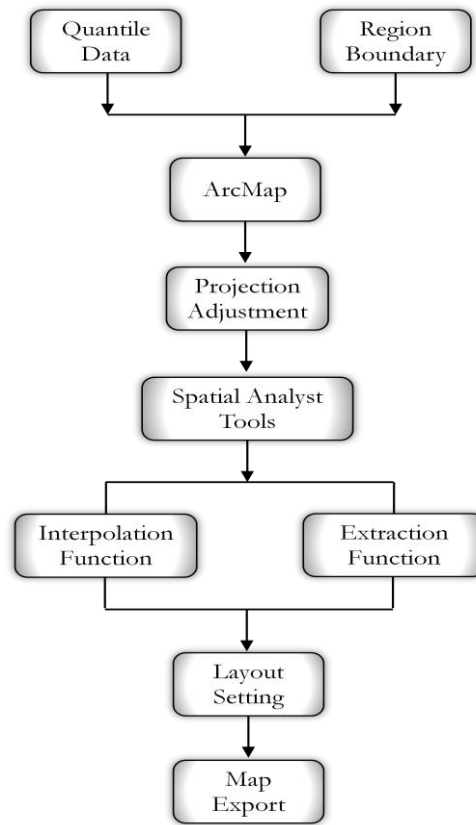 Quantile
Data
Region
Boundary
ArcMap
Projection
Adjustment
Spatial Analyst
Tools
Interpolation
Function
Extraction
Function
Layout
Setting
Map
Export